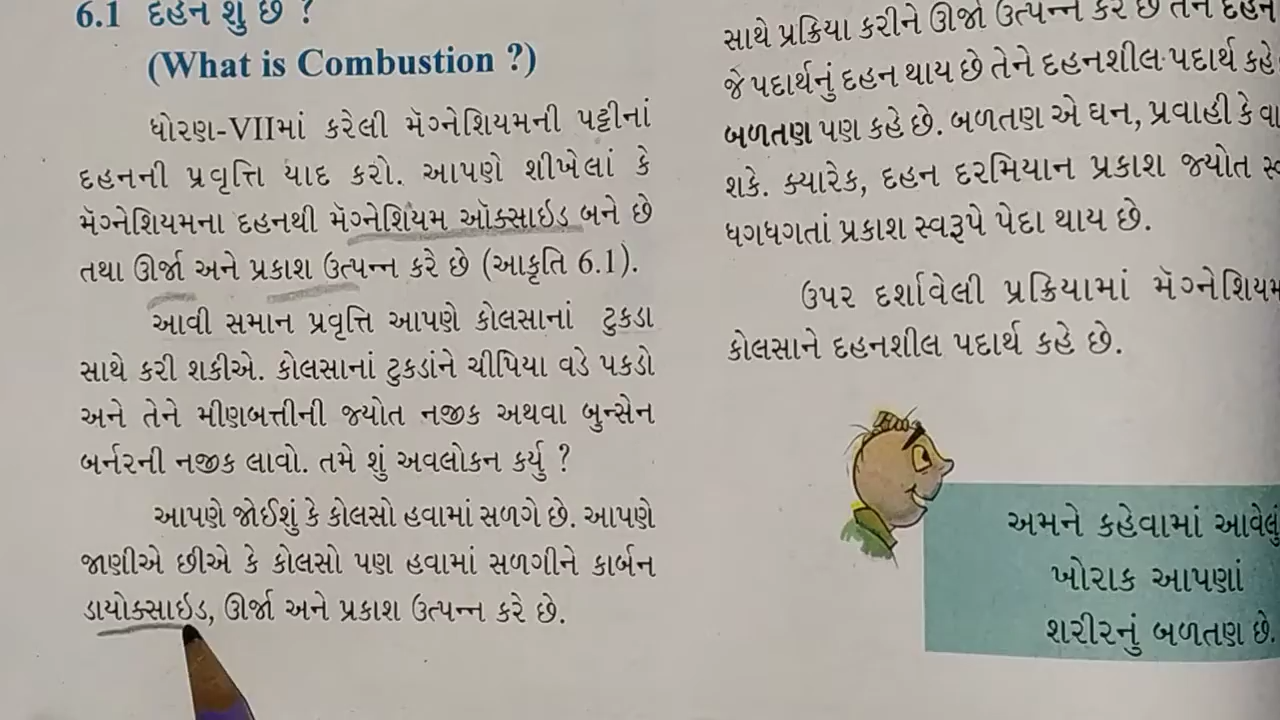 6.1 દહન શું છે ?
(What is Combustion ?)
ધોરણ-VIIમાં કરેલી મૅગ્નેશિયમની પટ્ટીનાં
દહનની પ્રવૃત્તિ યાદ કરો. આપણે શીખેલાં કે
મૅગ્નેશિયમના દહનથી મૅગ્નેશિયમ ઑક્સાઇડ બને છે
તથા ઊર્જા અને પ્રકાશ ઉત્પન્ન કરે છે (આકૃતિ 6.1).
આવી સમાન પ્રવૃત્તિ આપણે કોલસાનાં ટુકડા
સાથે કરી શકીએ. કોલસાનાં ટુકડાંને ચીપિયા વડે પકડો
અને તેને મીણબત્તીની જ્યોત નજીક અથવા બુન્સેન
બર્નરની નજીક લાવો. તમે શું અવલોકન કર્યુ ?
આપણે જોઈશું કે કોલસો હવામાં સળગે છે. આપણે
જાણીએ છીએ કે કોલસો પણ હવામાં સળગીને કાર્બન
ડાયોક્સાઇડ, ઊર્જા અને પ્રકાશ ઉત્પન્ન કરે છે.
સાથે પ્રક્રિયા કરીને ઊર્જા ઉત્પન્ન કરે છે તેને દહન
જે પદાર્થનું દહન થાય છે તેને દહનશીલ પદાર્થ કહે
બળતણ પણ કહે છે. બળતણ એ ઘન, પ્રવાહી કે વા
શકે. ક્યારેક, દહન દરમિયાન પ્રકાશ જ્યોત સ્વ
ધગધગતાં પ્રકાશ સ્વરૂપે પેદા થાય છે.
ઉપર દર્શાવેલી પ્રક્રિયામાં મૅગ્નેશિયમ
કોલસાને દહનશીલ પદાર્થ કહે છે.
અમને કહેવામાં આવેલું
ખોરાક આપણાં
શરીરનું બળતણ છે.